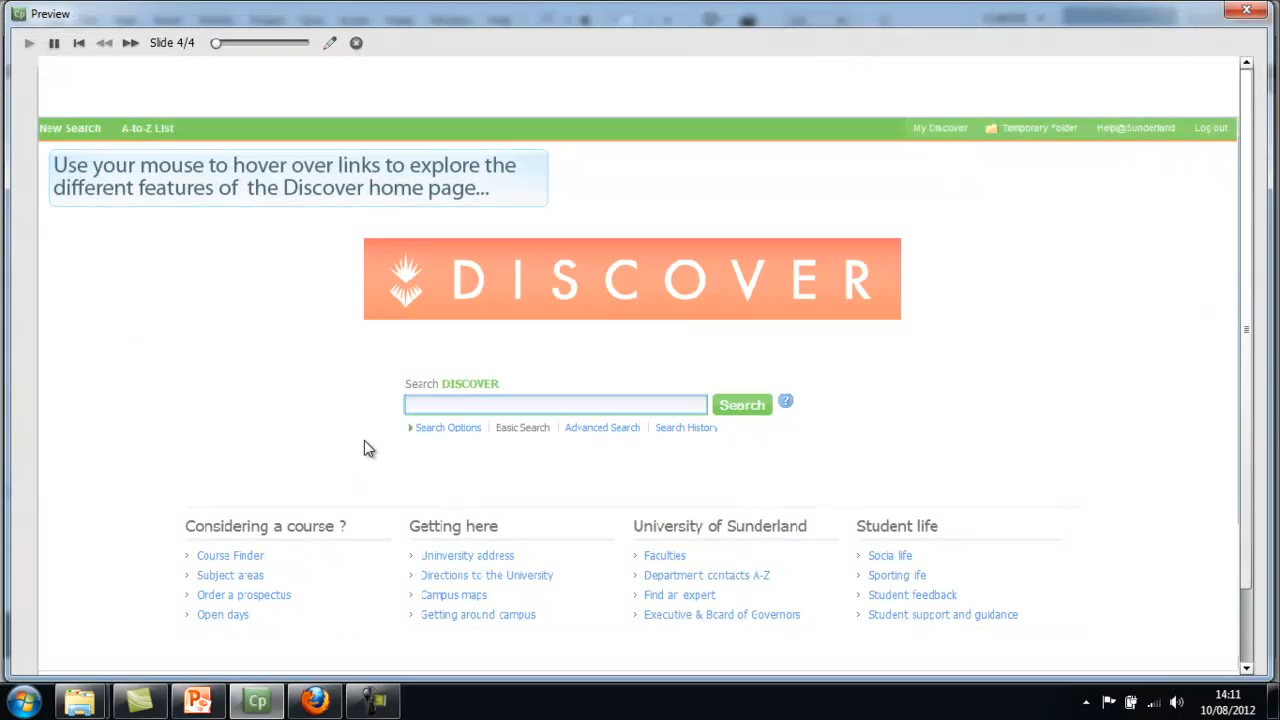 Preview
Slide 4/4
New Search A-to-Z List My Discover Temporary Folder Help@Sunderland Log out
Use your mouse to hover over links to explore the
different features of the Discover home page...
DISCOVER
Search DISCOVER
Search ?
Search Options Basic Search Advanced Search Search History
Considering a course ?
Course Finder
Subject areas
Order a prospectus
Open days
Getting here
University address
Directions to the University
Campus maps
Getting around campus
University of Sunderland
Faculties
Department contacts A-Z
Find an expert
Executive & Board of Governors
Student life
Social life
Sporting life
Student feedback
Student support and guidance
Cp
14:11
10/08/2012